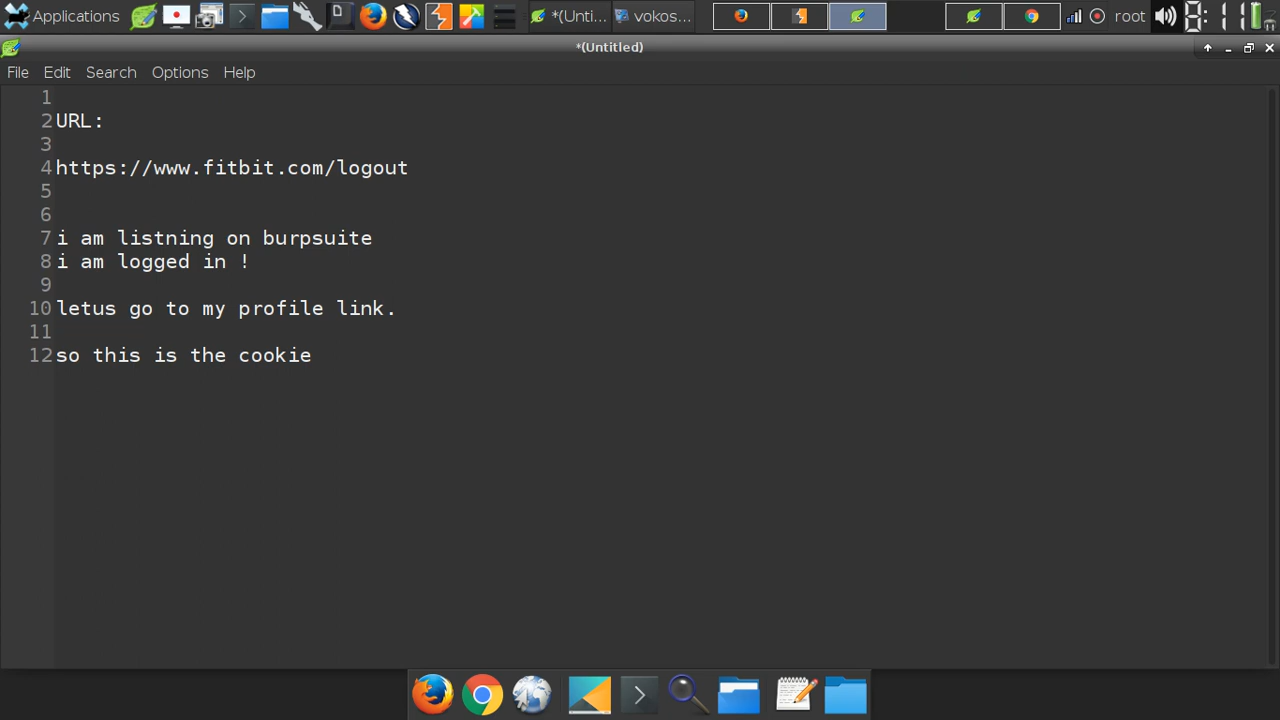 Applications
*(Unti...
vokos...
root
8:11
*(Untitled)
File Edit Search Options Help
1
2 URL:
3
4 https://www.fitbit.com/logout
5
6
7 i am listning on burpsuite
8 i am logged in !
9
10 letus go to my profile link.
11
12 so this is the cookie